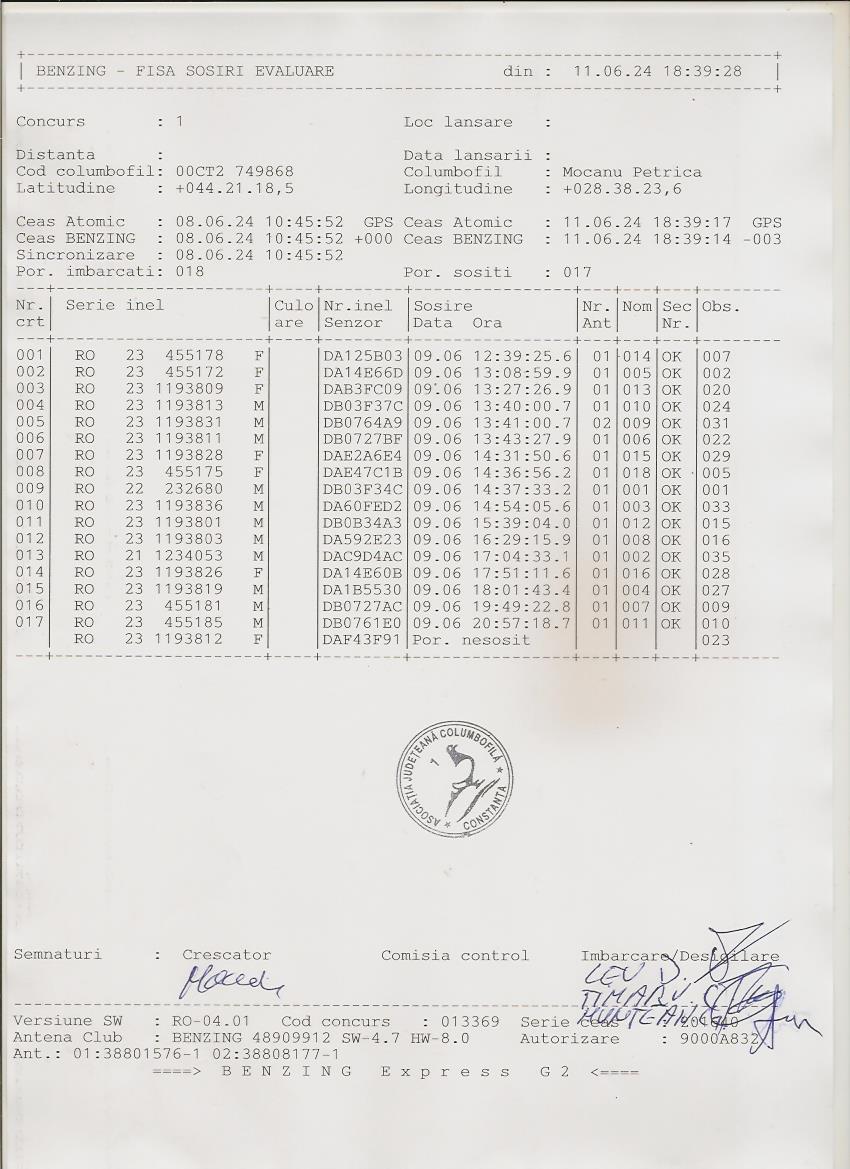 BENZING - FISA SOSIRI EVALUARE din : 11.06.24 18:39:28
Concurs : 1 Loc lansare :
Distanta : Data lansarii :
Cod columbofil: 00CT2 749868 Columbofil : Mocanu Petrica
Latitudine : +044.21.18,5 Longitudine : +028.38.23,6
Ceas Atomic : 08.06.24 10:45:52 GPS Ceas Atomic : 11.06.24 18:39:17 GPS
Ceas BENZING : 08.06.24 10:45:52 +000 Ceas BENZING : 11.06.24 18:39:14 -003
Sincronizare : 08.06.24 10:45:52
Por. imbarcati: 018 Por. sositi : 017
Nr. Serie inel Culo Nr.inel Sosire Nr. Nom Sec Obs.
crt are Senzor Data Ora Ant Nr.
001 RO 23 455178 F DA125B03 09.06 12:39:25.6 01 014 OK 007
002 RO 23 455172 F DA14E66D 09.06 13:08:59.9 01 005 OK 002
003 RO 23 1193809 F DAB3FC09 09.06 13:27:26.9 01 013 OK 020
004 RO 23 1193813 M DB03F37C 09.06 13:40:00.7 01 010 OK 024
005 RO 23 1193831 M DB0764A9 09.06 13:41:00.7 02 009 OK 031
006 RO 23 1193811 M DB0727BF 09.06 13:43:27.9 01 006 OK 022
007 RO 23 1193828 F DAE2A6E4 09.06 14:31:50.6 01 015 OK 029
008 RO 23 455175 F DAE47C1B 09.06 14:36:56.2 01 018 OK 005
009 RO 22 232680 M DB03F34C 09.06 14:37:33.2 01 001 OK 001
010 RO 23 1193836 M DA60FED2 09.06 14:54:05.6 01 003 OK 033
011 RO 23 1193801 M DB0B34A3 09.06 15:39:04.0 01 012 OK 015
012 RO 23 1193803 M DA592E23 09.06 16:29:15.9 01 008 OK 016
013 RO 21 1234053 M DAC9D4AC 09.06 17:04:33.1 01 002 OK 035
014 RO 23 1193826 F DA14E60B 09.06 17:51:11.6 01 016 OK 028
015 RO 23 1193819 M DA1B5530 09.06 18:01:43.4 01 004 OK 027
016 RO 23 455181 M DB0727AC 09.06 19:49:22.8 01 007 OK 009
017 RO 23 455185 M DB0761E0 09.06 20:57:18.7 01 011 OK 010
RO 23 1193812 F DAF43F91 Por. nesosit 023
ASOCIAȚIA JUDEȚEANĂ COLUMBOFILĂ
1
* CONSTANTA *
Semnaturi : Crescator Comisia control Imbarcare/Desigilare
LEU D.
MUNTEANU
Versiune SW : RO-04.01 Cod concurs : 013369 Serie ceas :
Antena Club : BENZING 48909912 SW-4.7 HW-8.0 Autorizare : 9000A832
Ant.: 01:38801576-1 02:38808177-1
====> B E N Z I N G E x p r e s s G 2 <====